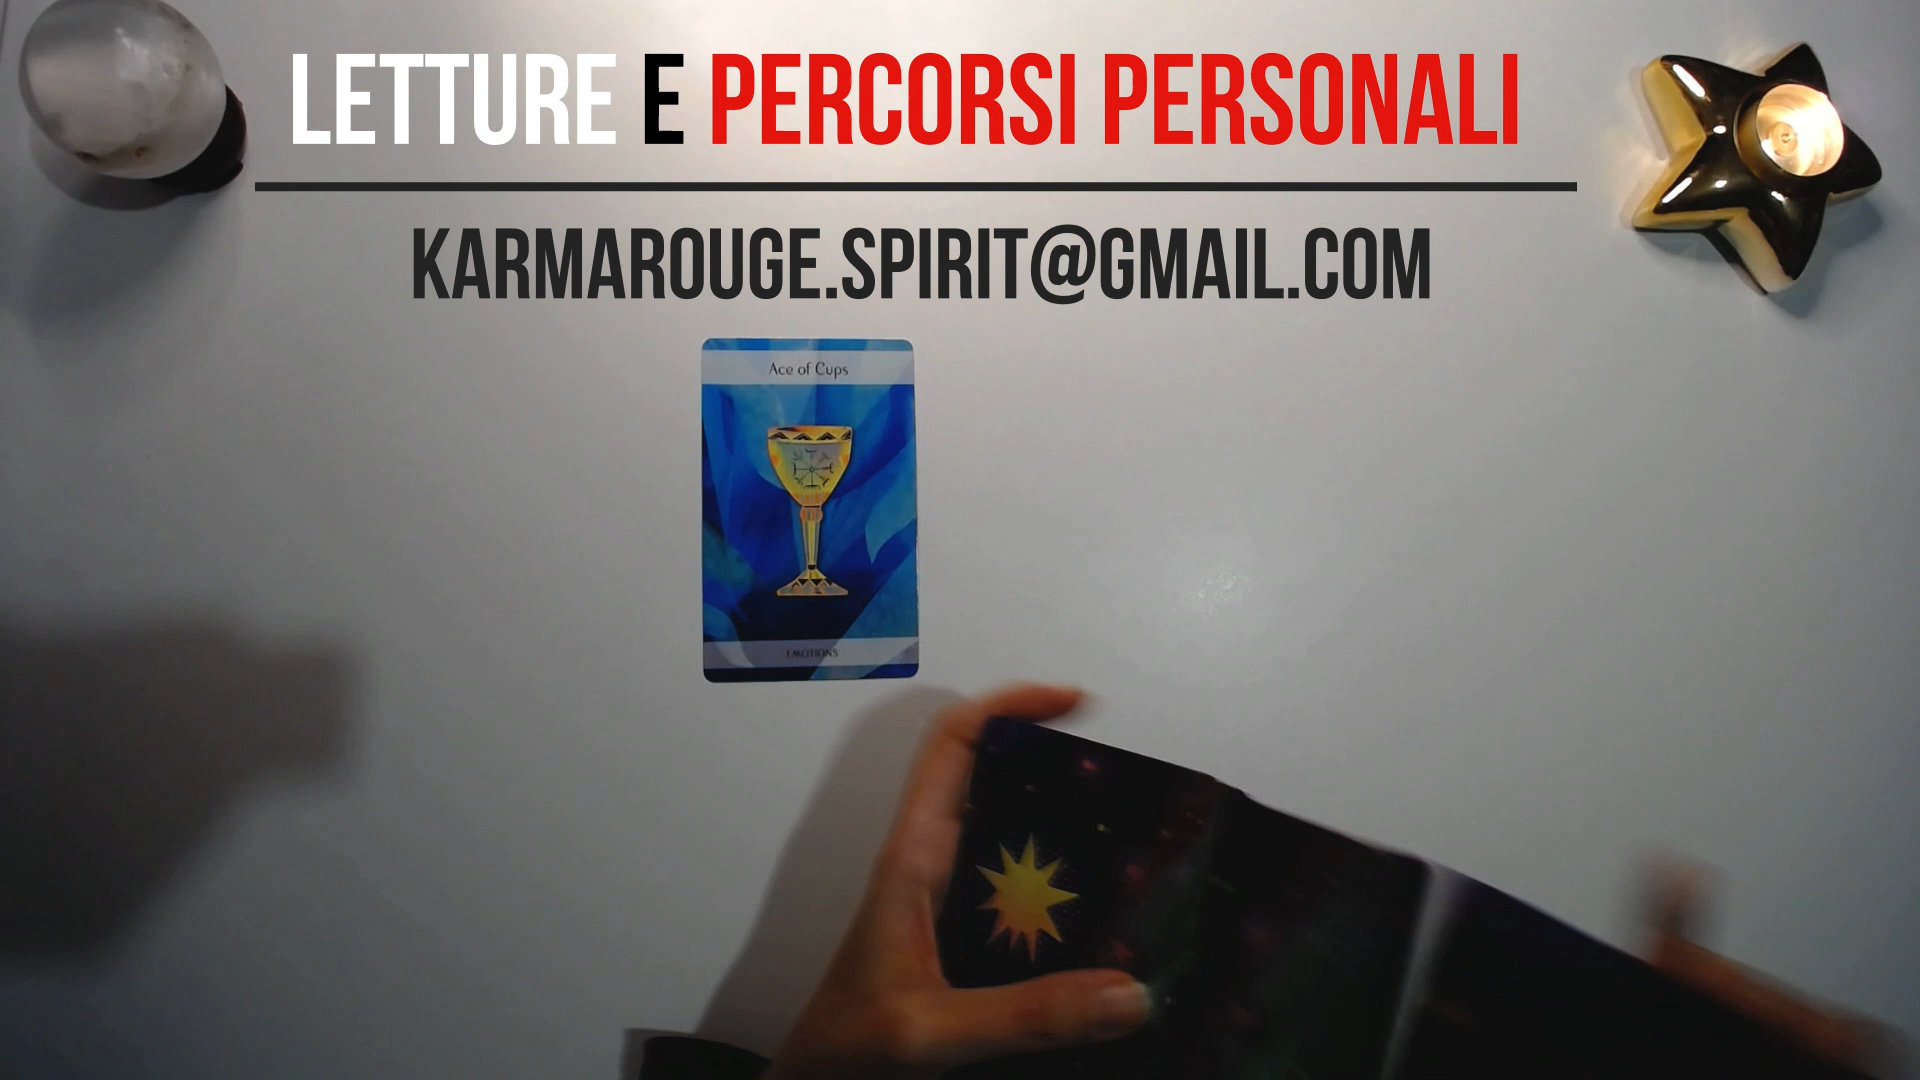 LETTURE E PERCORSI PERSONALI
KARMAROUGE.SPIRIT@GMAIL.COM
Ace of Cups
EMOTIONS